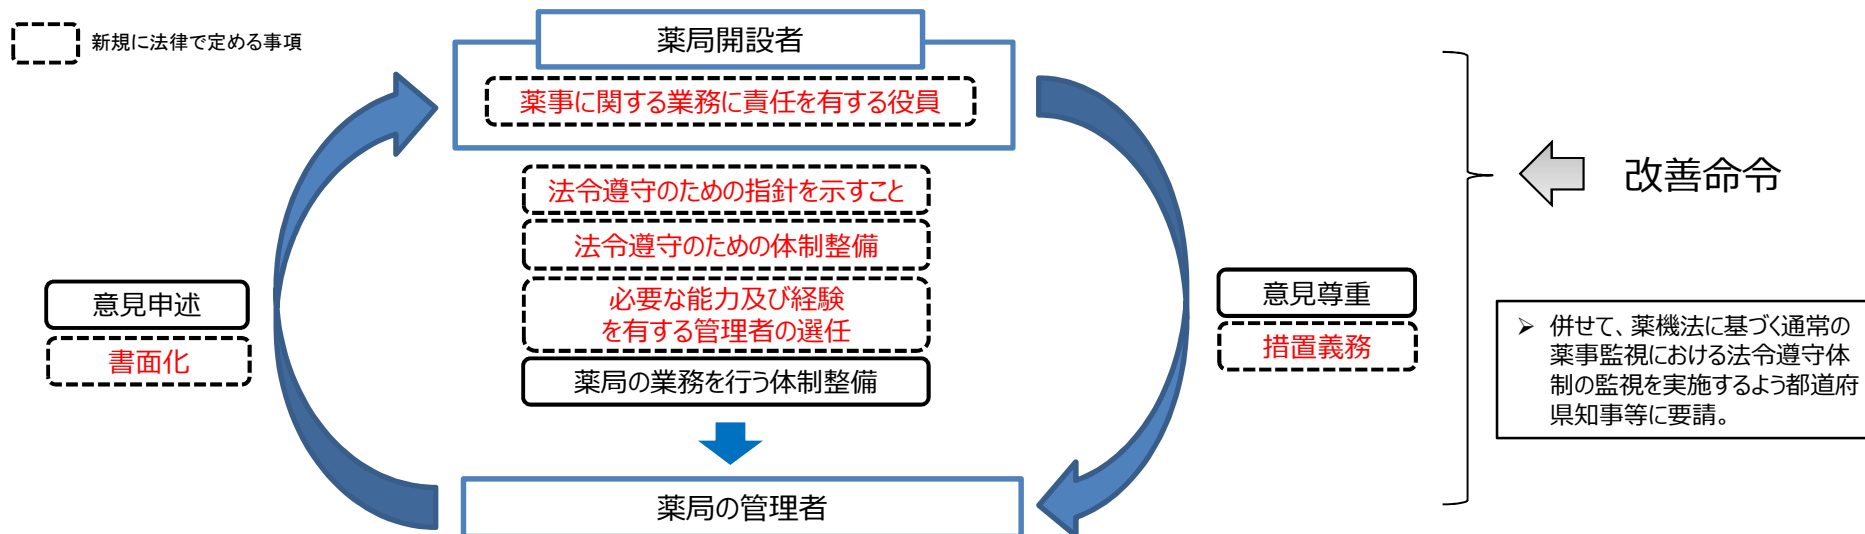 新規に法律で定める事項
薬局開設者
薬事に関する業務に責任を有する役員
法令遵守のための指針を示すこと
法令遵守のための体制整備
必要な能力及び経験
を有する管理者の選任
薬局の業務を行う体制整備
意見申述
書面化
意見尊重
措置義務
薬局の管理者
改善命令
➢ 併せて、薬機法に基づく通常の
薬事監視における法令遵守体
制の監視を実施するよう都道府
県知事等に要請。